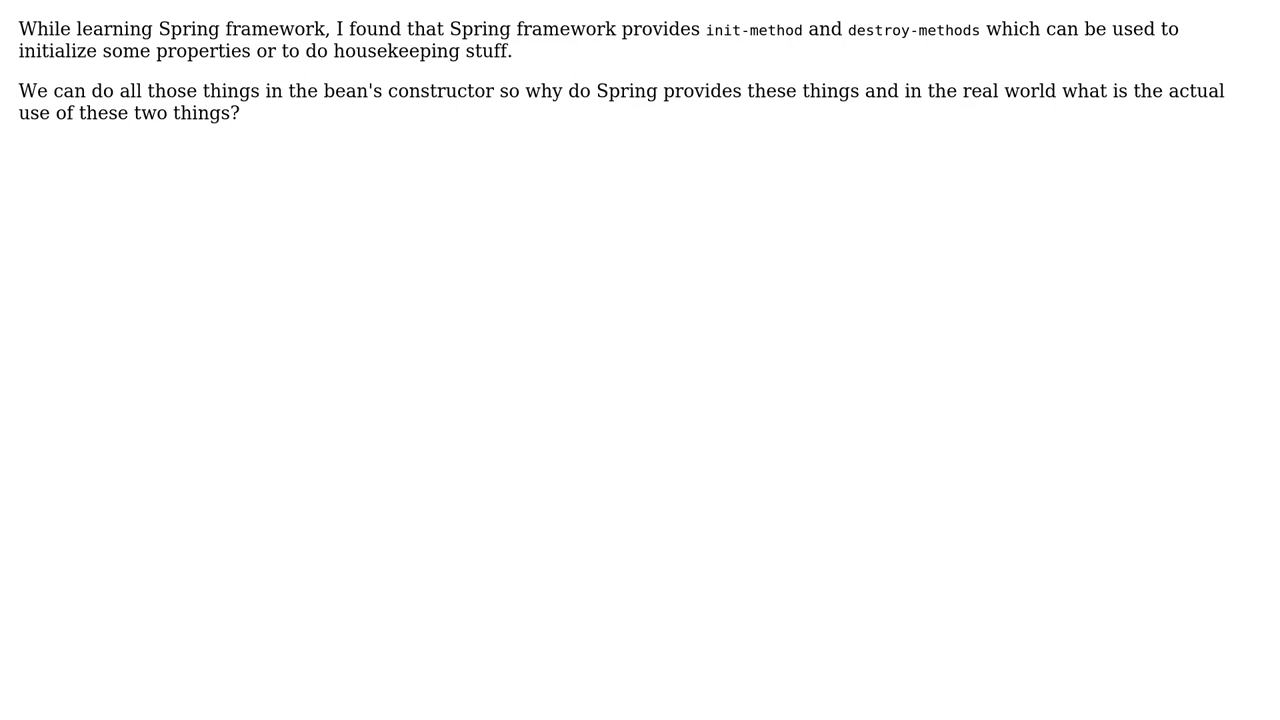 While learning Spring framework, I found that Spring framework provides init-method and destroy-methods which can be used to
initialize some properties or to do housekeeping stuff.
We can do all those things in the bean's constructor so why do Spring provides these things and in the real world what is the actual
use of these two things?